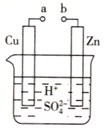 a b
Cu Zn
H⁺
SO₄²⁻